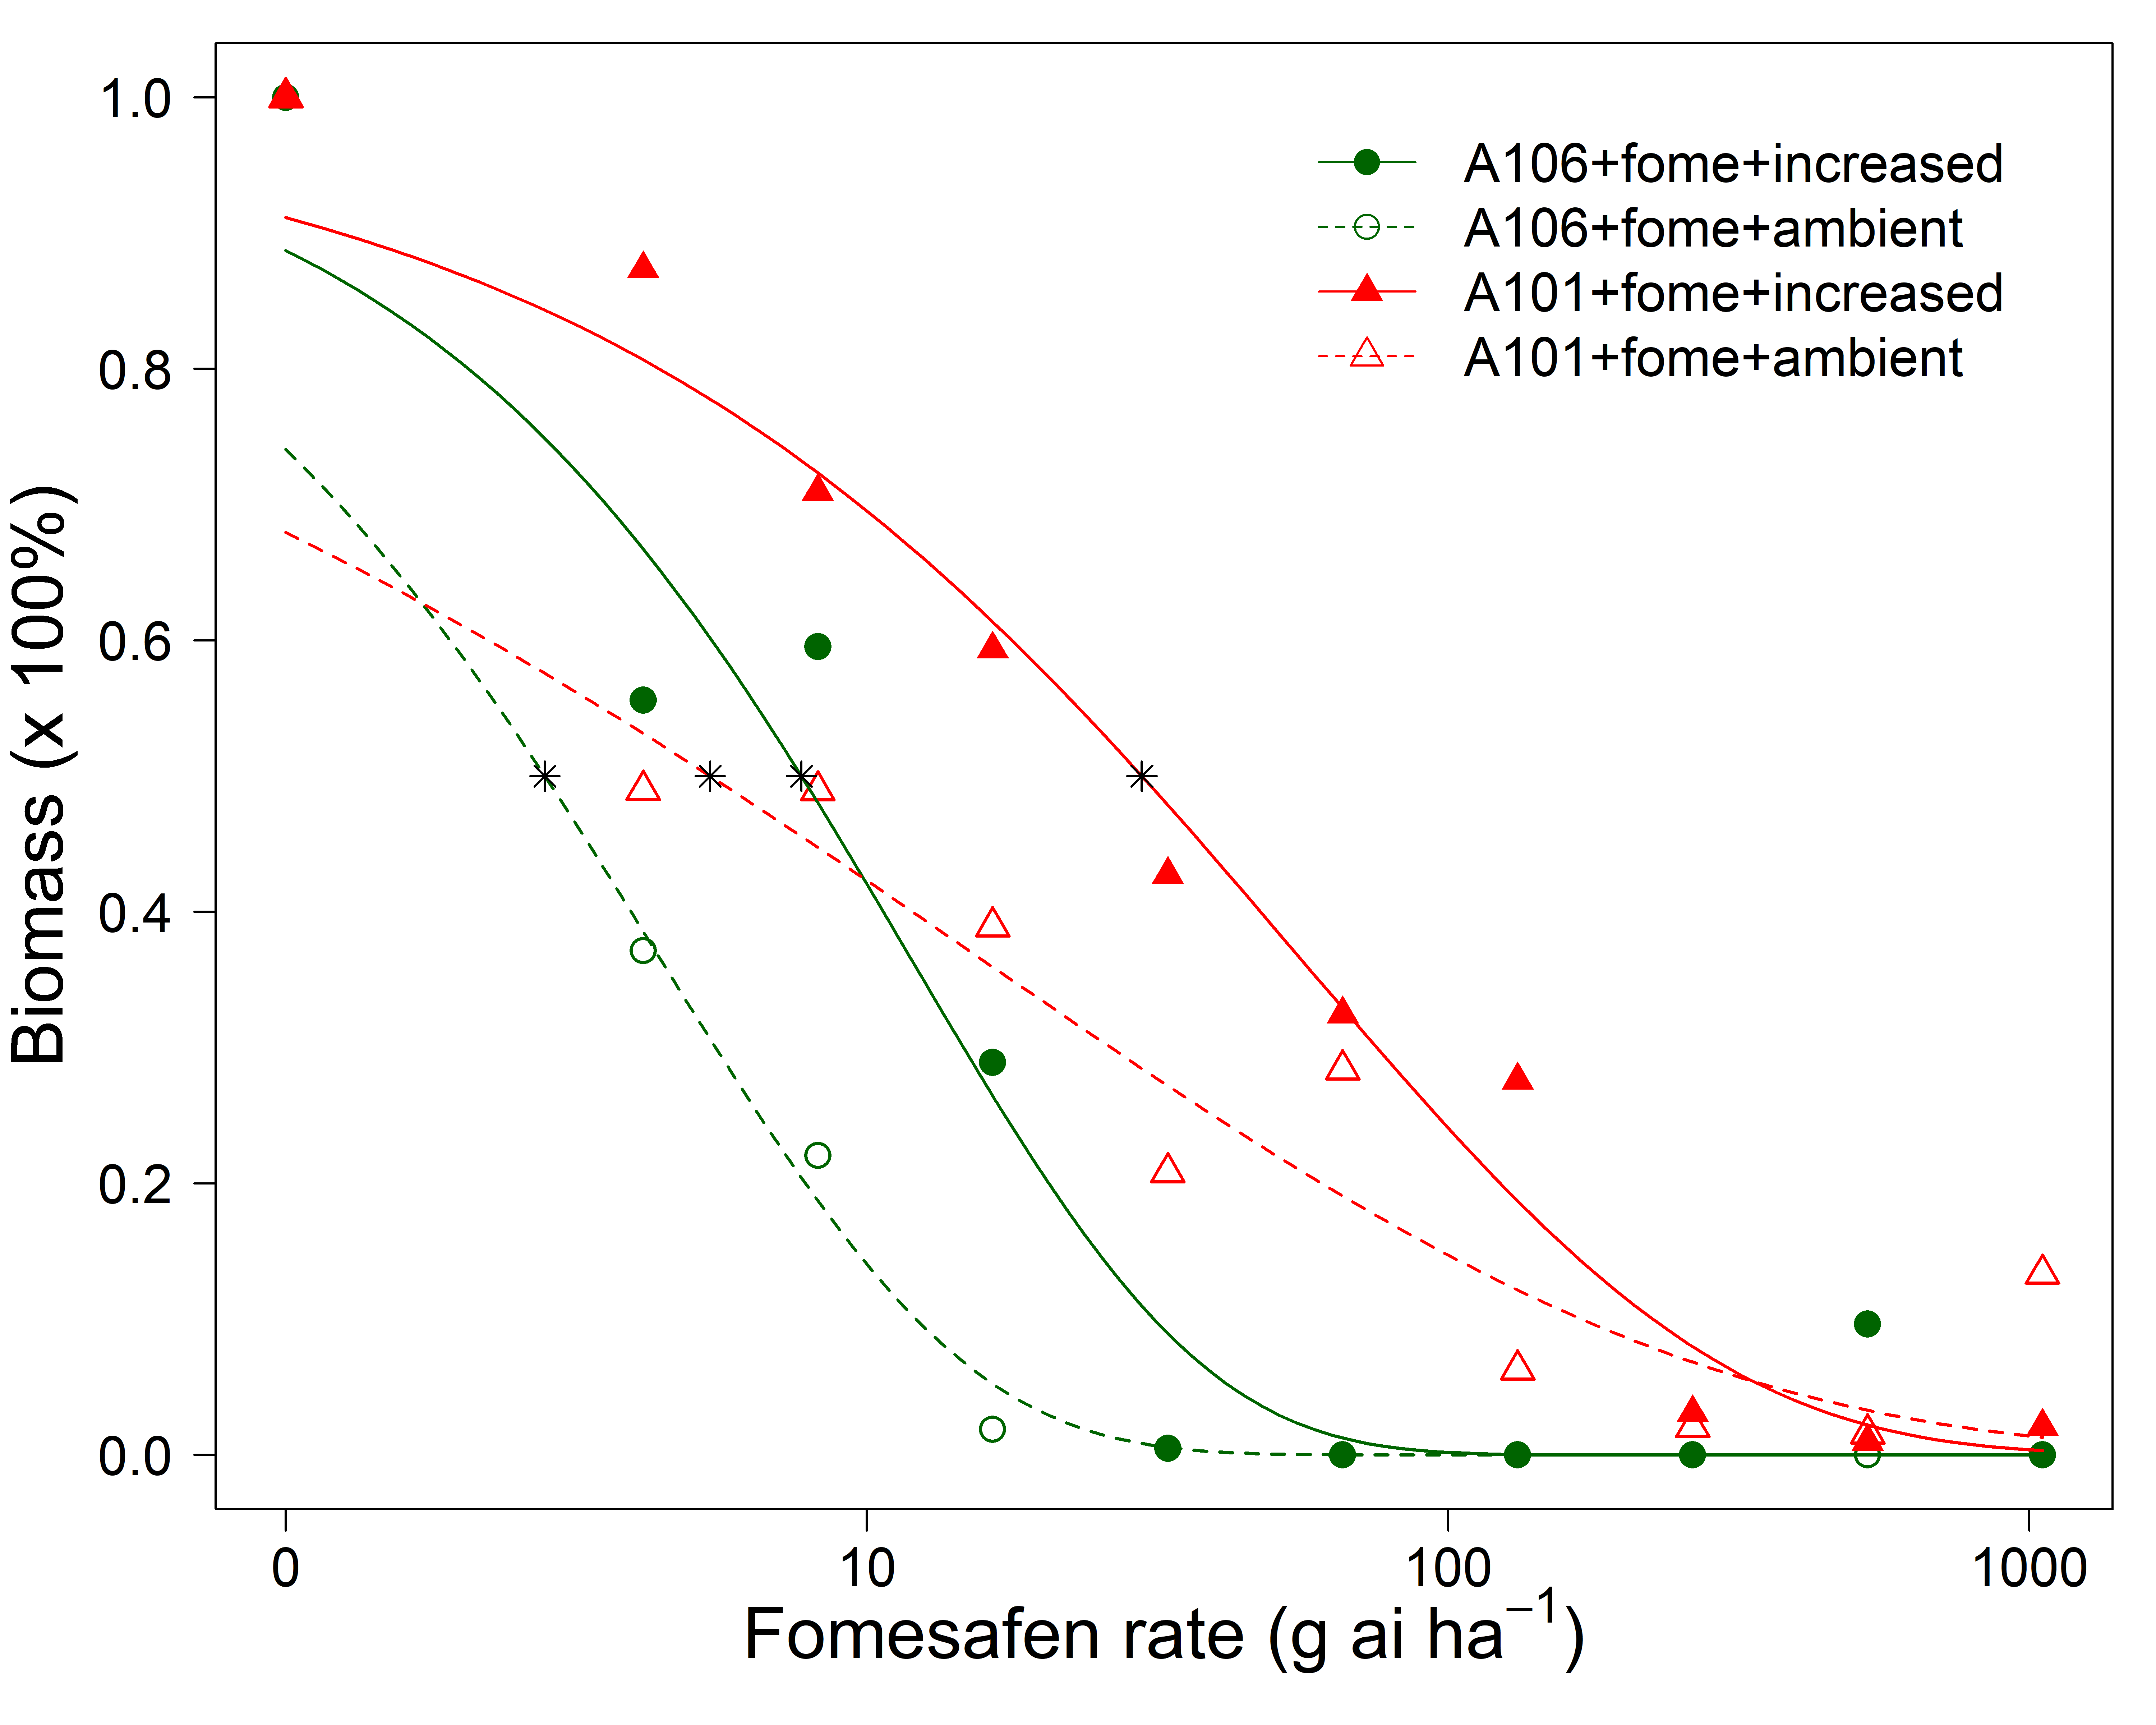 Biomass (x 100%)
1.0
0.8
0.6
0.4
0.2
0.0
A106+fome+increased
A106+fome+ambient
A101+fome+increased
A101+fome+ambient
0 10 100 1000
Fomesafen rate (g ai ha⁻¹)